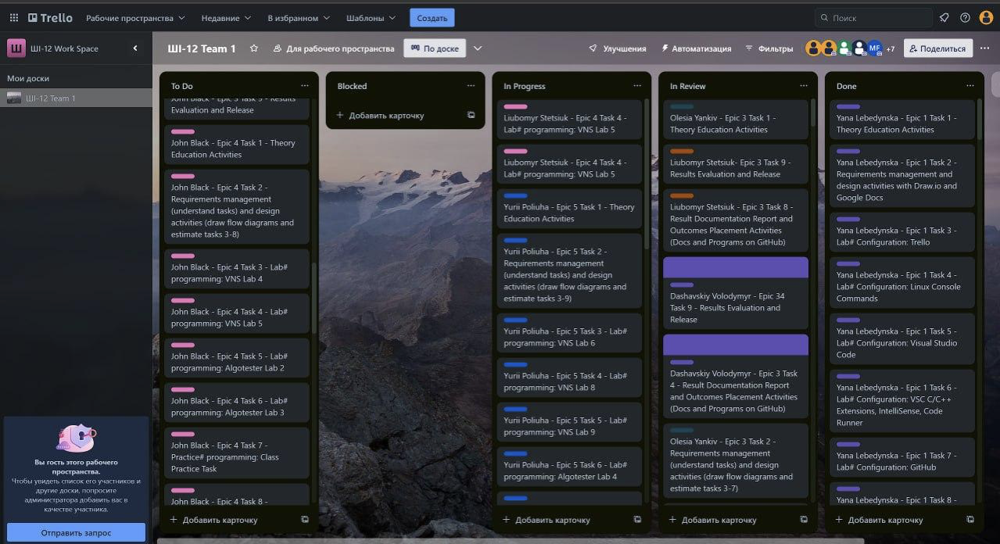 Trello
Рабочие пространства
Недавние
В избранном
Шаблоны
Создать
Поиск
Ш
ШІ-12 Work Space
Мои доски
ШІ-12 Team 1
Вы гость этого рабочего
пространства.
Чтобы увидеть список его участников и
другие доски, попросите
администратора добавить вас в
качестве участника.
Отправить запрос
ШІ-12 Team 1
Для рабочего пространства
По доске
Улучшения
Автоматизация
Фильтры
MF
+7
Поделиться
To Do
John Black - Epic 3 Task 9 - Results
Evaluation and Release
John Black - Epic 4 Task 1 - Theory
Education Activities
John Black - Epic 4 Task 2 -
Requirements management
(understand tasks) and design
activities (draw flow diagrams and
estimate tasks 3-8)
John Black - Epic 4 Task 3 - Lab#
programming: VNS Lab 4
John Black - Epic 4 Task 4 - Lab#
programming: VNS Lab 5
John Black - Epic 4 Task 5 - Lab#
programming: Algotester Lab 2
John Black - Epic 4 Task 6 - Lab#
programming: Algotester Lab 3
John Black - Epic 4 Task 7 -
Practice# programming: Class
Practice Task
John Black - Epic 4 Task 8 -
Добавить карточку
Blocked
Добавить карточку
In Progress
Liubomyr Stetsiuk - Epic 4 Task 4 -
Lab# programming: VNS Lab 5
Liubomyr Stetsiuk - Epic 4 Task 4 -
Lab# programming: VNS Lab 5
Yurii Poliuha - Epic 5 Task 1 - Theory
Education Activities
Yurii Poliuha - Epic 5 Task 2 -
Requirements management
(understand tasks) and design
activities (draw flow diagrams and
estimate tasks 3-9)
Yurii Poliuha - Epic 5 Task 3 - Lab#
programming: VNS Lab 6
Yurii Poliuha - Epic 5 Task 4 - Lab#
programming: VNS Lab 8
Yurii Poliuha - Epic 5 Task 5 - Lab#
programming: VNS Lab 9
Yurii Poliuha - Epic 5 Task 6 - Lab#
programming: Algotester Lab 4
Добавить карточку
In Review
Olesia Yankiv - Epic 3 Task 1 -
Theory Education Activities
Liubomyr Stetsiuk- Epic 3 Task 9 -
Results Evaluation and Release
Liubomyr Stetsiuk - Epic 3 Task 8 -
Result Documentation Report and
Outcomes Placement Activities
(Docs and Programs on GitHub)
Dashavskiy Volodymyr - Epic 34
Task 9 - Results Evaluation and
Release
Dashavskiy Volodymyr - Epic 3 Task
4 - Result Documentation Report
and Outcomes Placement Activities
(Docs and Programs on GitHub)
Olesia Yankiv - Epic 3 Task 2 -
Requirements management
(understand tasks) and design
activities (draw flow diagrams and
estimate tasks 3-7)
Добавить карточку
Done
Yana Lebedynska - Epic 1 Task 1 -
Theory Education Activities
Yana Lebedynska - Epic 1 Task 2 -
Requirements management and
design activities with Draw.io and
Google Docs
Yana Lebedynska - Epic 1 Task 3 -
Lab# Configuration: Trello
Yana Lebedynska - Epic 1 Task 4 -
Lab# Configuration: Linux Console
Commands
Yana Lebedynska - Epic 1 Task 5 -
Lab# Configuration: Visual Studio
Code
Yana Lebedynska - Epic 1 Task 6 -
Lab# Configuration: VSC C/C++
Extensions, IntelliSense, Code
Runner
Yana Lebedynska - Epic 1 Task 7 -
Lab# Configuration: GitHub
Yana Lebedynska - Epic 1 Task 8 -
Добавить карточку